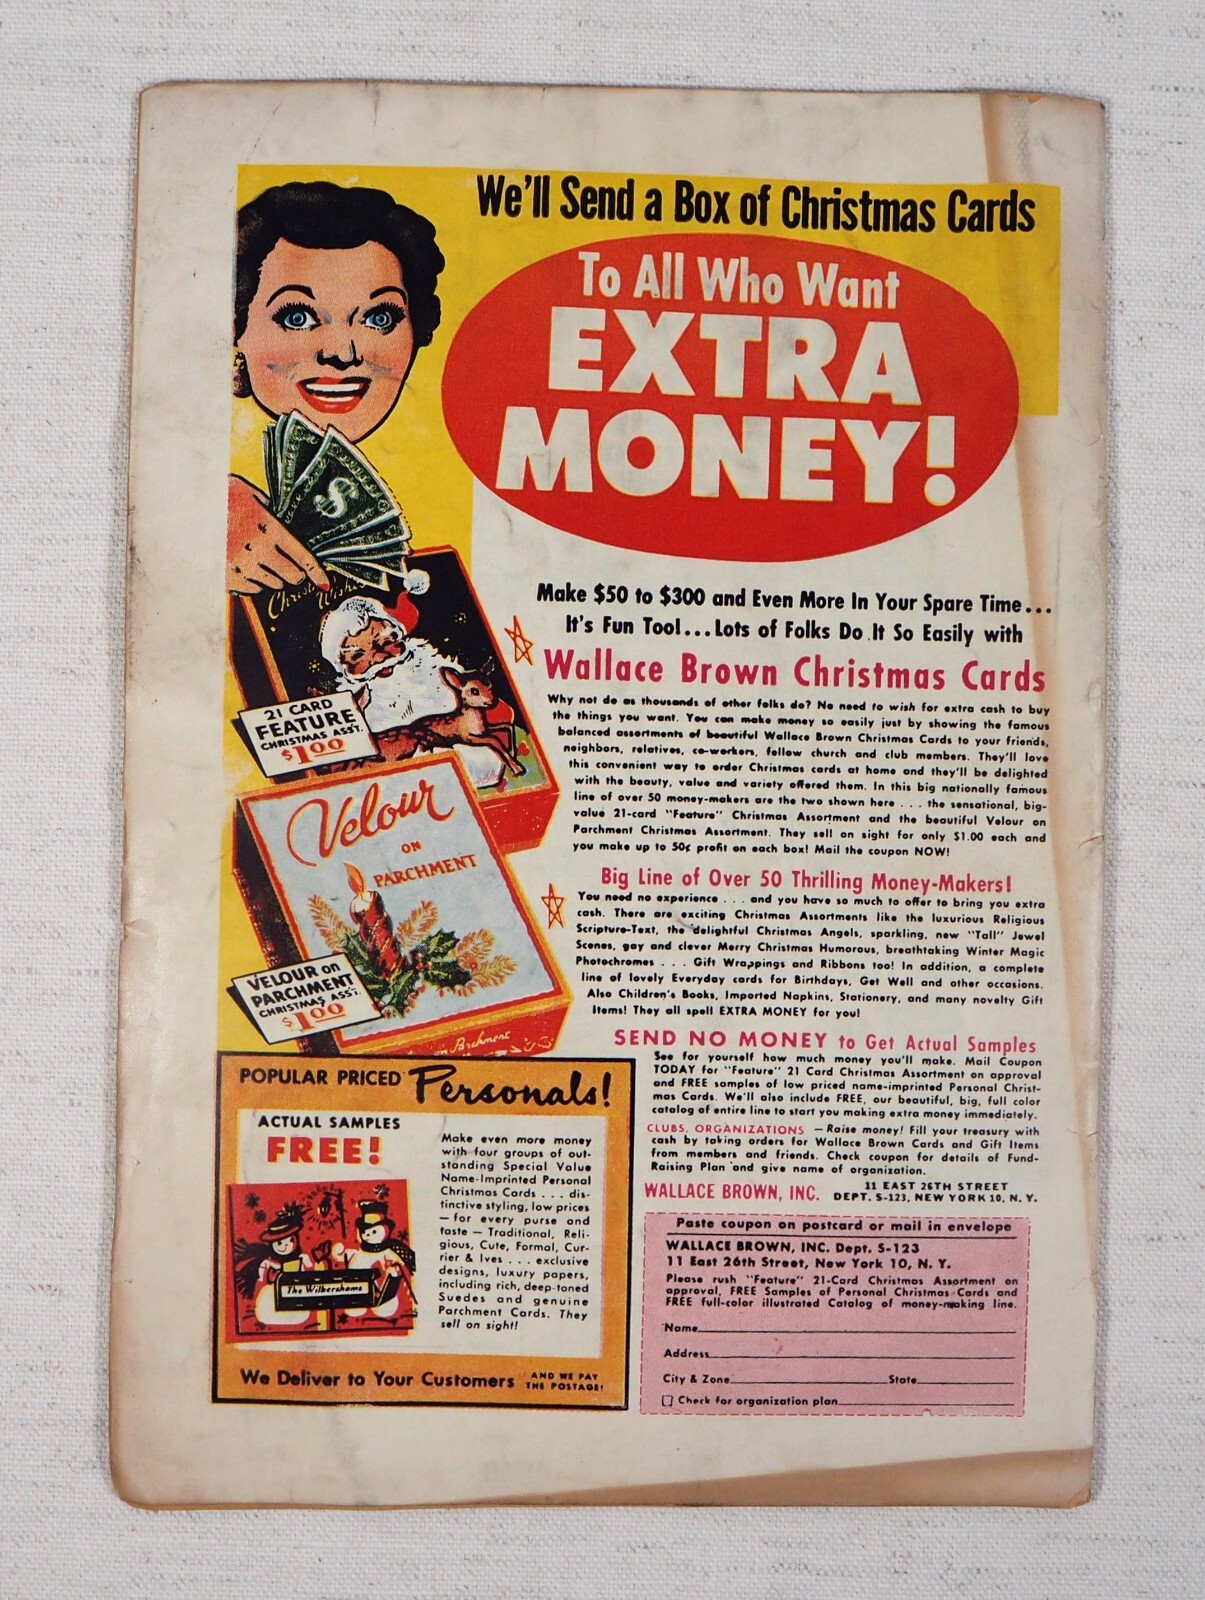 We'll Send a Box of Christmas Cards
To All Who Want
EXTRA
MONEY!
Christmas Wishes
21 CARD
FEATURE
CHRISTMAS ASS'T.
$1.00
Velour
ON
PARCHMENT
VELOUR on
PARCHMENT
CHRISTMAS ASS'T.
$1.00
on Parchment
Make $50 to $300 and Even More In Your Spare Time...
It's Fun Too!...Lots of Folks Do It So Easily with
Wallace Brown Christmas Cards
Why not do as thousands of other folks do? No need to wish for extra cash to buy
the things you want. You can make money so easily just by showing the famous
balanced assortments of beautiful Wallace Brown Christmas Cards to your friends,
neighbors, relatives, co-workers, fellow church and club members. They'll love
this convenient way to order Christmas cards at home and they'll be delighted
with the beauty, value and variety offered them. In this big nationally famous
line of over 50 money-makers are the two shown here . . . the sensational, big-
value 21-card "Feature" Christmas Assortment and the beautiful Velour on
Parchment Christmas Assortment. They sell on sight for only $1.00 each and
you make up to 50¢ profit on each box! Mail the coupon NOW!
Big Line of Over 50 Thrilling Money-Makers!
You need no experience . . . and you have so much to offer to bring you extra
cash. There are exciting Christmas Assortments like the luxurious Religious
Scripture-Text, the delightful Christmas Angels, sparkling, new "Tall" Jewel
Scenes, gay and clever Merry Christmas Humorous, breathtaking Winter Magic
Photochromes . . . Gift Wrappings and Ribbons too! In addition, a complete
line of lovely Everyday cards for Birthdays, Get Well and other occasions.
Also Children's Books, Imported Napkins, Stationery, and many novelty Gift
Items! They all spell EXTRA MONEY for you!
SEND NO MONEY to Get Actual Samples
See for yourself how much money you'll make. Mail Coupon
TODAY for "Feature" 21 Card Christmas Assortment on approval
and FREE samples of low priced name-imprinted Personal Christ-
mas Cards. We'll also include FREE, our beautiful, big, full color
catalog of entire line to start you making extra money immediately.
CLUBS, ORGANIZATIONS — Raise money! Fill your treasury with
cash by taking orders for Wallace Brown Cards and Gift Items
from members and friends. Check coupon for details of Fund-
Raising Plan and give name of organization.
WALLACE BROWN, INC. 11 EAST 26TH STREET
DEPT. S-123, NEW YORK 10, N. Y.
POPULAR PRICED Personals!
ACTUAL SAMPLES
FREE!
The Wilbershams
Make even more money
with four groups of out-
standing Special Value
Name-Imprinted Personal
Christmas Cards . . . dis-
tinctive styling, low prices
—for every purse and
taste — Traditional, Reli-
gious, Cute, Formal, Cur-
rier & Ives . . . exclusive
designs, luxury papers,
including rich, deep-toned
Suedes and genuine
Parchment Cards. They
sell on sight!
We Deliver to Your Customers AND WE PAY
THE POSTAGE!
Paste coupon on postcard or mail in envelope
WALLACE BROWN, INC. Dept. S-123
11 East 26th Street, New York 10, N. Y.
Please rush "Feature" 21-Card Christmas Assortment on
approval, FREE Samples of Personal Christmas Cards and
FREE full-color illustrated Catalog of money-making line.
Name
Address
City & Zone State
Check for organization plan